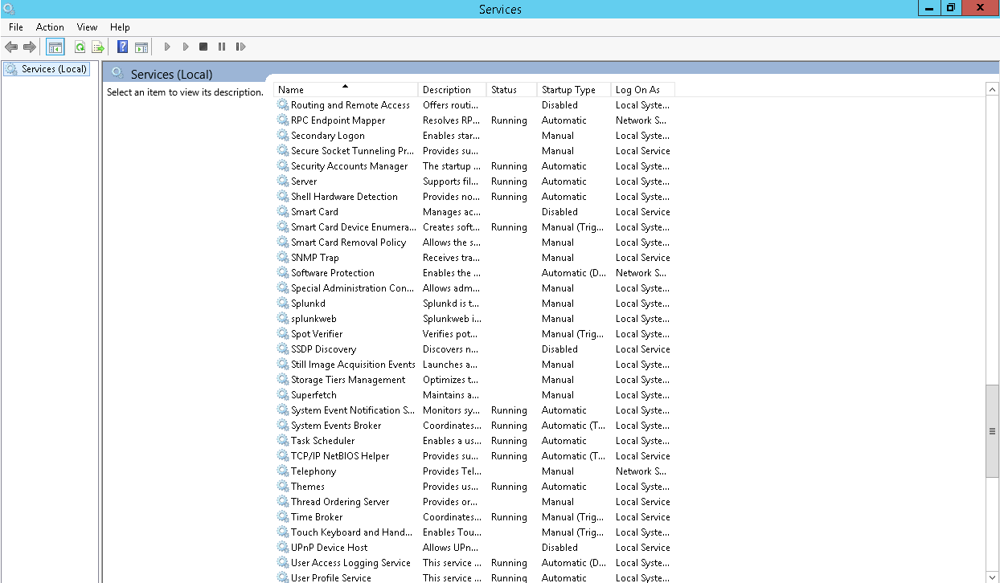 Services
File Action View Help
Services (Local)
Services (Local)
Select an item to view its description.
Name Description Status Startup Type Log On As
Routing and Remote Access Offers routi... Disabled Local Syste...
RPC Endpoint Mapper Resolves RP... Running Automatic Network S...
Secondary Logon Enables star... Manual Local Syste...
Secure Socket Tunneling Pr... Provides su... Manual Local Service
Security Accounts Manager The startup ... Running Automatic Local Syste...
Server Supports fil... Running Automatic Local Syste...
Shell Hardware Detection Provides no... Running Automatic Local Syste...
Smart Card Manages ac... Disabled Local Service
Smart Card Device Enumera... Creates soft... Running Manual (Trig... Local Syste...
Smart Card Removal Policy Allows the s... Manual Local Syste...
SNMP Trap Receives tra... Manual Local Service
Software Protection Enables the ... Automatic (D... Network S...
Special Administration Con... Allows adm... Manual Local Syste...
Splunkd Splunkd is t... Manual Local Syste...
splunkweb Splunkweb i... Manual Local Syste...
Spot Verifier Verifies pot... Manual (Trig... Local Syste...
SSDP Discovery Discovers n... Disabled Local Service
Still Image Acquisition Events Launches a... Manual Local Syste...
Storage Tiers Management Optimizes t... Manual Local Syste...
Superfetch Maintains a... Manual Local Syste...
System Event Notification S... Monitors sy... Running Automatic Local Syste...
System Events Broker Coordinates... Running Automatic (T... Local Syste...
Task Scheduler Enables a us... Running Automatic Local Syste...
TCP/IP NetBIOS Helper Provides su... Running Automatic (T... Local Service
Telephony Provides Tel... Manual Network S...
Themes Provides us... Running Automatic Local Syste...
Thread Ordering Server Provides or... Manual Local Service
Time Broker Coordinates... Running Manual (Trig... Local Service
Touch Keyboard and Hand... Enables Tou... Manual (Trig... Local Syste...
UPnP Device Host Allows UPn... Disabled Local Service
User Access Logging Service This service ... Running Automatic (D... Local Syste...
User Profile Service This service ... Running Automatic Local Syste...